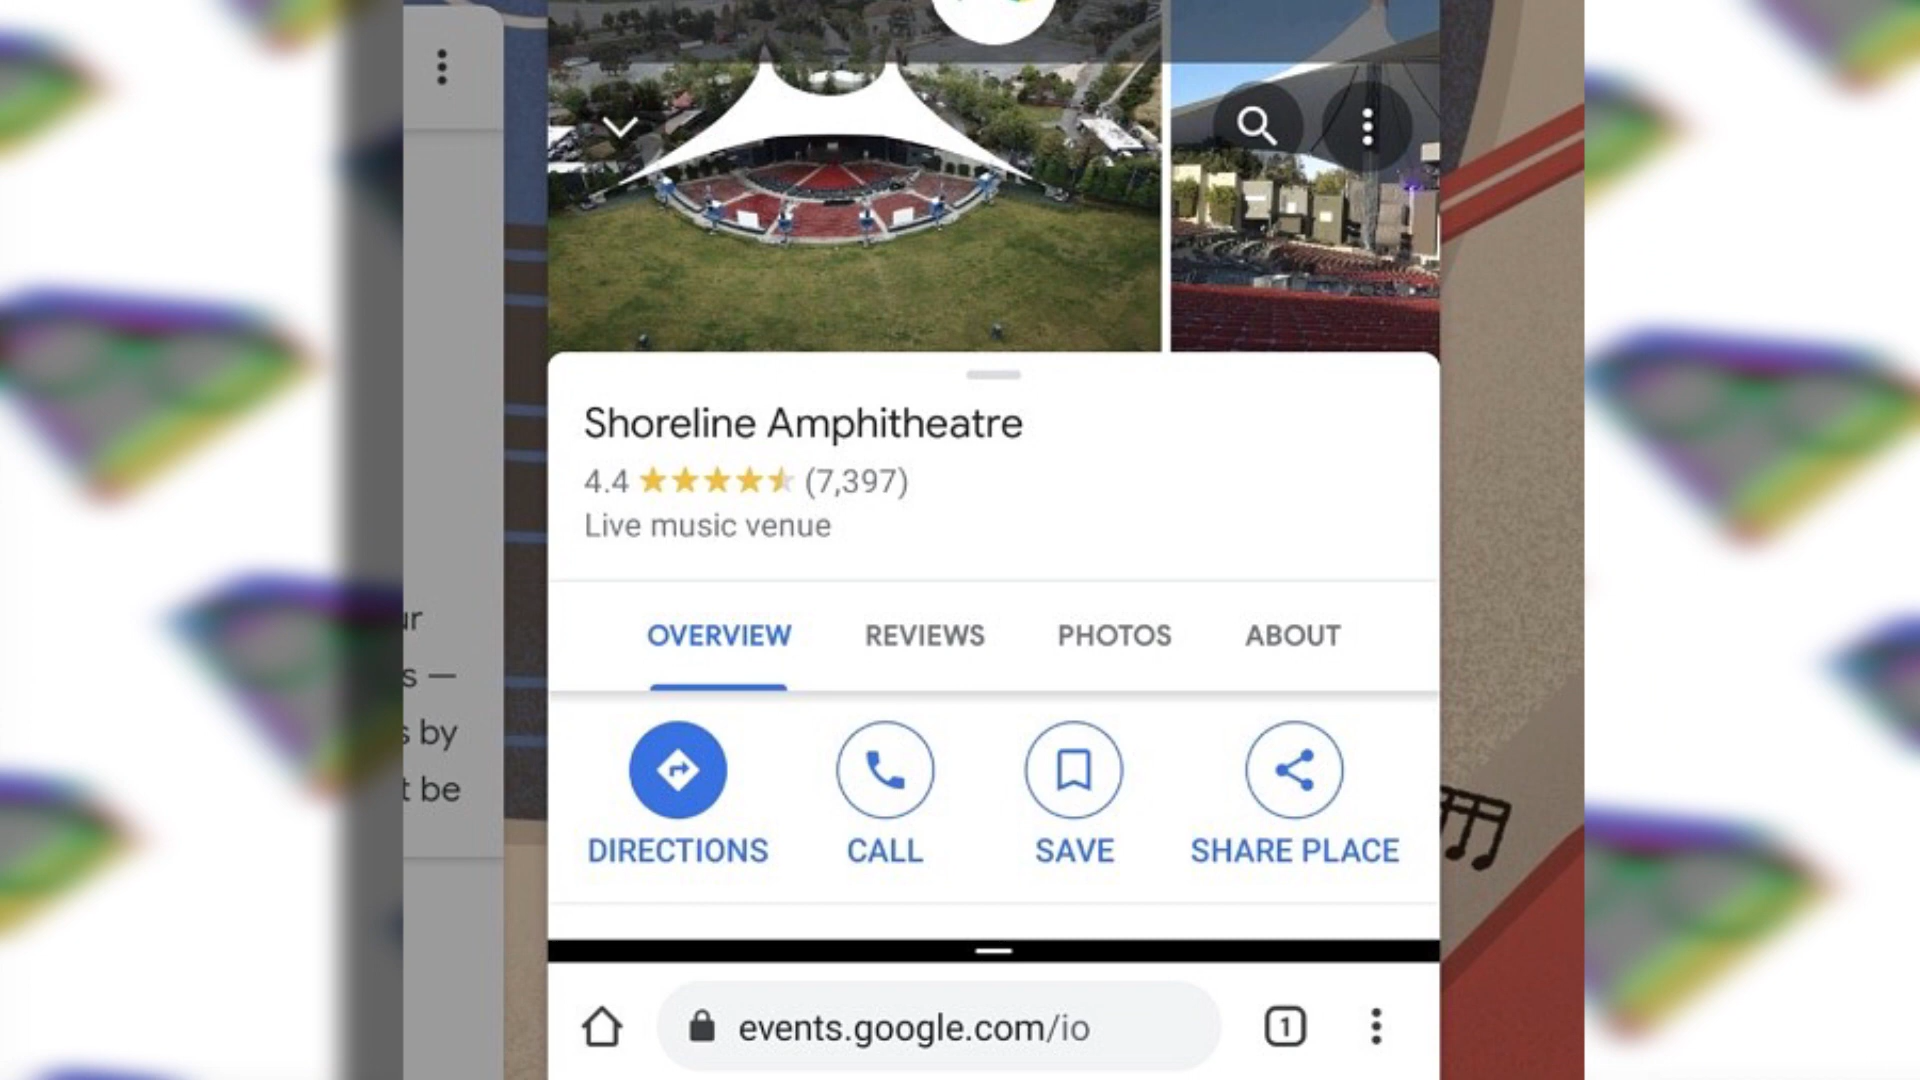 ur
s —
s by
t be
Shoreline Amphitheatre
4.4 (7,397)
Live music venue
OVERVIEW REVIEWS PHOTOS ABOUT
DIRECTIONS CALL SAVE SHARE PLACE
events.google.com/io 1